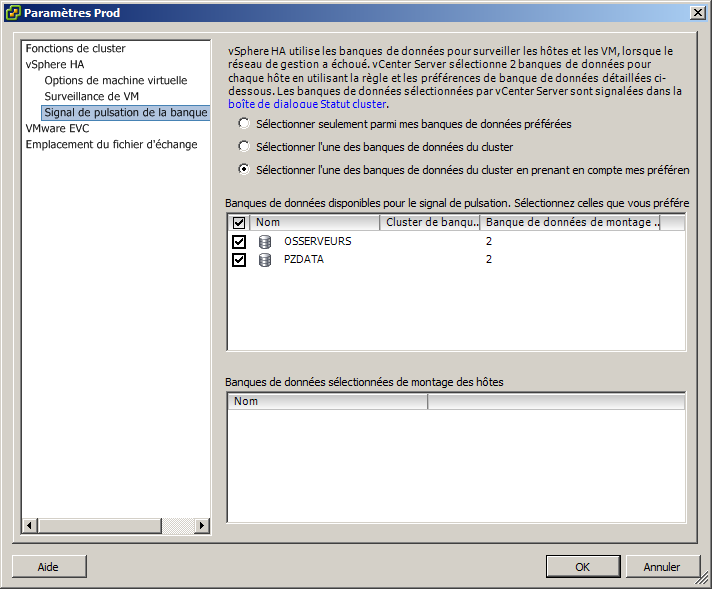 Paramètres Prod
Fonctions de cluster
vSphere HA
Options de machine virtuelle
Surveillance de VM
Signal de pulsation de la banque
VMware EVC
Emplacement du fichier d'échange
vSphere HA utilise les banques de données pour surveiller les hôtes et les VM, lorsque le
réseau de gestion a échoué. vCenter Server sélectionne 2 banques de données pour
chaque hôte en utilisant la règle et les préférences de banque de données détaillées ci-
dessous. Les banques de données sélectionnées par vCenter Server sont signalées dans la
boîte de dialogue Statut cluster.
Sélectionner seulement parmi mes banques de données préférées
Sélectionner l'une des banques de données du cluster
Sélectionner l'une des banques de données du cluster en prenant en compte mes préféren
Banques de données disponibles pour le signal de pulsation. Sélectionnez celles que vous préfére
Nom Cluster de banqu... Banque de données de montage ...
OSSERVEURS 2
PZDATA 2
Banques de données sélectionnées de montage des hôtes
Nom
Aide OK Annuler